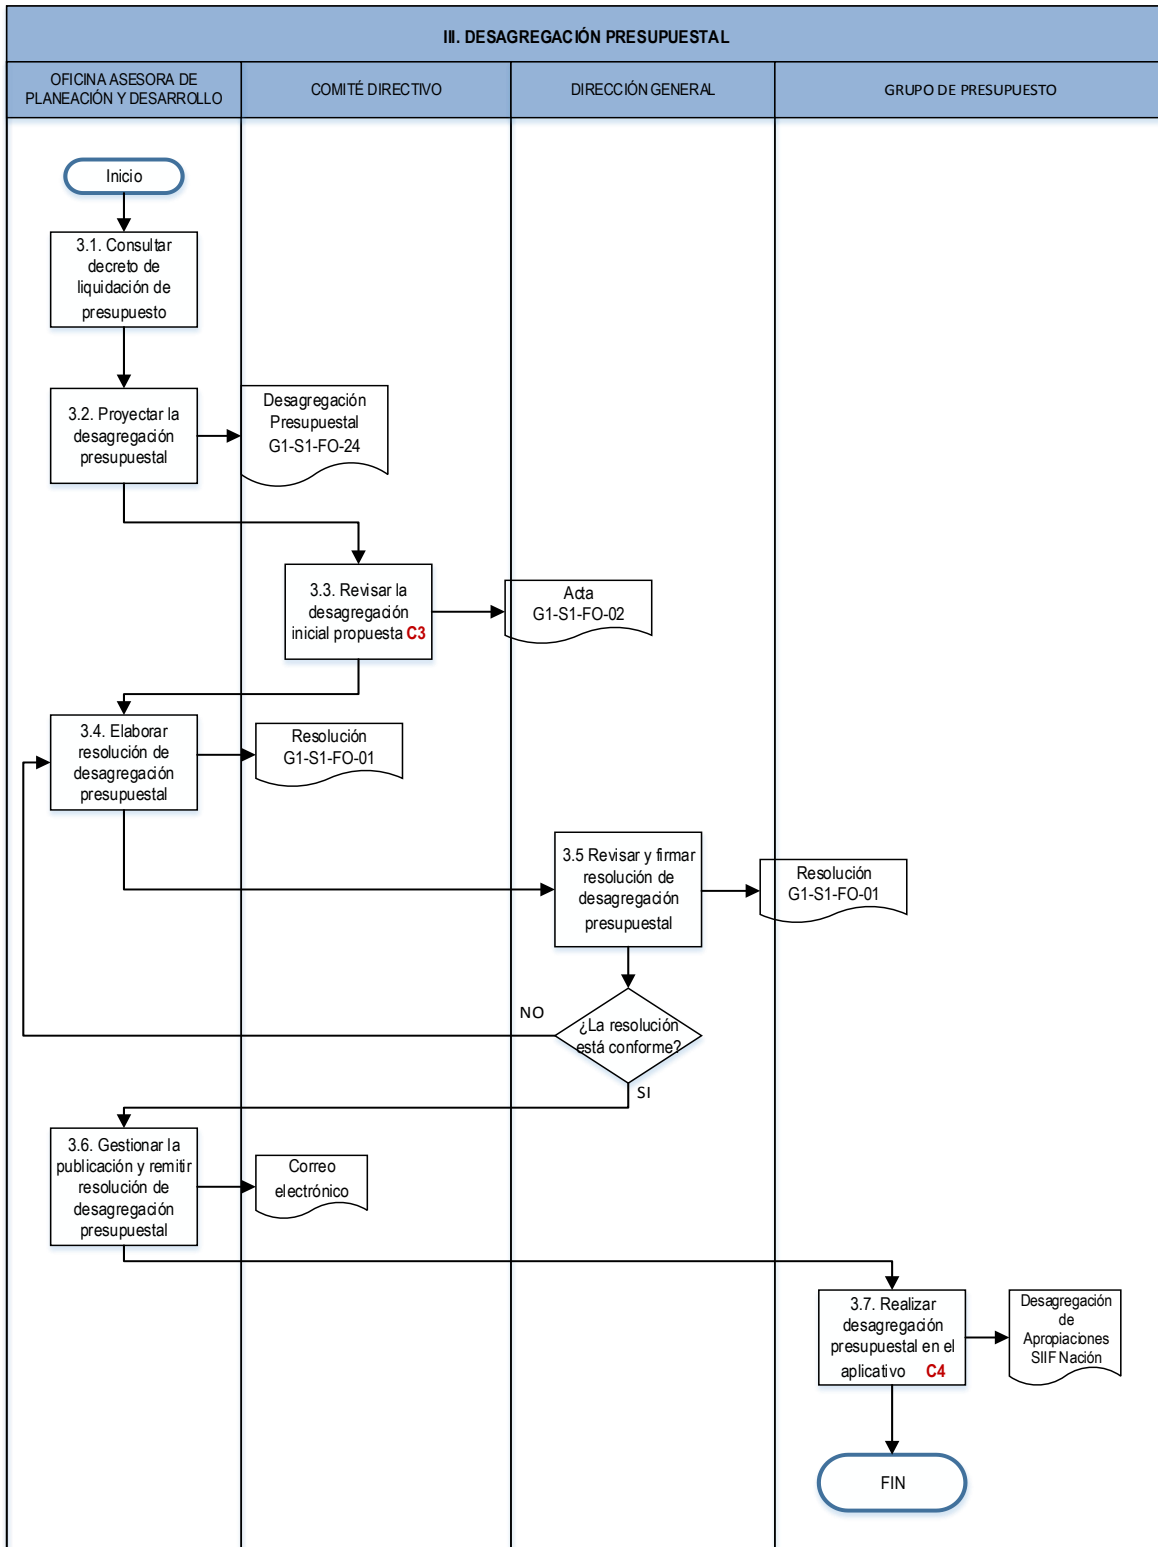 III. DESAGREGACIÓN PRESUPUESTAL
OFICINA ASESORA DE
PLANEACIÓN Y DESARROLLO
COMITÉ DIRECTIVO
DIRECCIÓN GENERAL
GRUPO DE PRESUPUESTO
Inicio
3.1. Consultar
decreto de
liquidación de
presupuesto
3.2. Proyectar la
desagregación
presupuestal
Desagregación
Presupuestal
G1-S1-FO-24
3.3. Revisar la
desagregación
inicial propuesta C3
Acta
G1-S1-FO-02
3.4. Elaborar
resolución de
desagregación
presupuestal
Resolución
G1-S1-FO-01
3.5 Revisar y firmar
resolución de
desagregación
presupuestal
Resolución
G1-S1-FO-01
NO
¿La resolución
está conforme?
SI
3.6. Gestionar la
publicación y remitir
resolución de
desagregación
presupuestal
Correo
electrónico
3.7. Realizar
desagregación
presupuestal en el
aplicativo C4
Desagregación
de
Apropiaciones
SIIF Nación
FIN